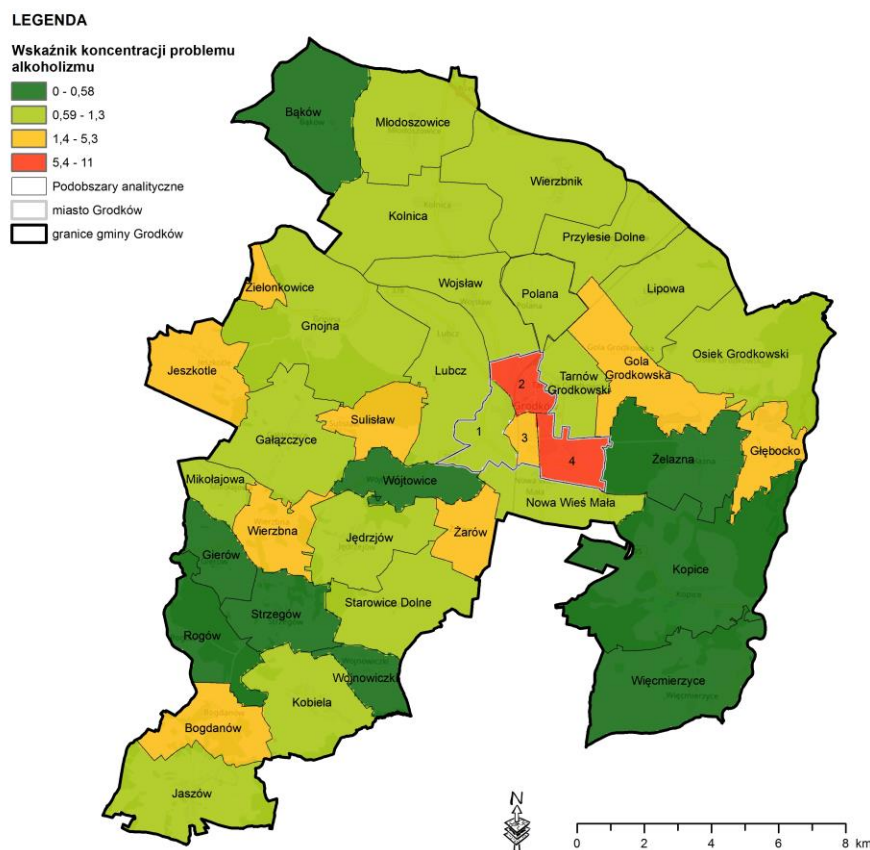 LEGENDA
Wskaźnik koncentracji problemu
alkoholizmu
0 - 0,58
0,59 - 1,3
1,4 - 5,3
5,4 - 11
Podobszary analityczne
miasto Grodków
granice gminy Grodków
Bąków
Młodoszowice
Wierzbnik
Kolnica
Przylesie Dolne
Wojsław
Polana
Lipowa
Zielonkowice
Gnojna
Osiek Grodkowski
Jeszkotle
Lubcz
Tarnów
Grodkowski
Gola
Grodkowska
2
Sulisław
1
3
Gałązczyce
4
Głębocko
Żelazna
Mikołajowa
Wójtowice
Nowa Wieś Mała
Wierzbna
Jędrzjów
Żarów
Gierów
Kopice
Strzegów
Starowice Dolne
Rogów
Wojnowiczki
Więcmierzyce
Kobiela
Bogdanów
Jaszów
N
0 2 4 6 8 km